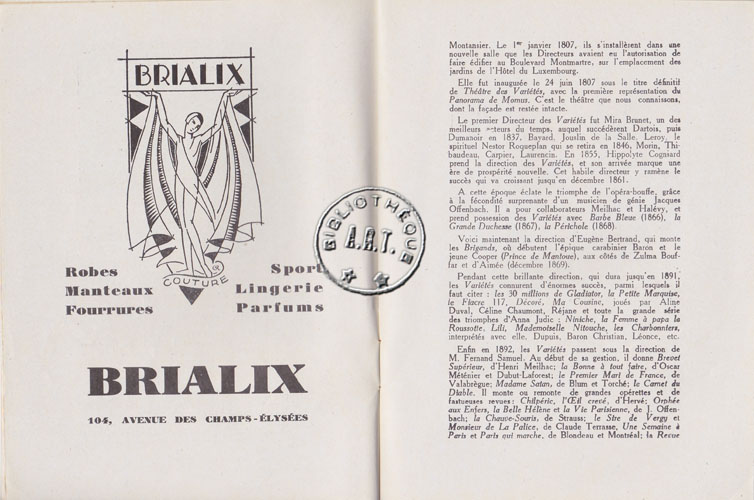 BRIALIX
COUTURE
Robes
Manteaux
Fourrures
Sport
Lingerie
Parfums
BRIALIX
104, AVENUE DES CHAMPS-ÉLYSÉES
BIBLIOTHÈQUE
A.R.T.
Montansier. Le 1er janvier 1807, ils s'installèrent dans une
nouvelle salle que les Directeurs avaient eu l'autorisation de
faire édifier au Boulevard Montmartre, sur l'emplacement des
jardins de l'Hôtel du Luxembourg.
Elle fut inaugurée le 24 juin 1807 sous le titre définitif
de Théâtre des Variétés, avec la première représentation du
Panorama de Momus. C'est le théâtre que nous connaissons,
dont la façade est restée intacte.
Le premier Directeur des Variétés fut Mira Brunet, un des
meilleurs acteurs du temps, auquel succédèrent Dartois, puis
Dumanoir en 1837, Bayard, Jouslin de la Salle, Leroy, le
spirituel Nestor Roqueplan qui se retira en 1846, Morin, Thi-
baudeau, Carpier, Laurencin. En 1855, Hippolyte Cognard
prend la direction des Variétés, et son arrivée marque une
ère de prospérité nouvelle. Cet habile directeur y ramène le
succès qui va croissant jusqu'en décembre 1861.
A cette époque éclate le triomphe de l'opéra-bouffe, grâce
à la fécondité surprenante d'un musicien de génie Jacques
Offenbach. Il a pour collaborateurs Meilhac et Halévy, et
prend possession des Variétés avec Barbe Bleue (1866), la
Grande Duchesse (1867), la Périchole (1868).
Voici maintenant la direction d'Eugène Bertrand, qui monte
les Brigands, où débutent l'épique carabinier Baron et le
jeune Cooper (Prince de Mantoue), aux côtés de Zulma Bouf-
far et d'Aimée (décembre 1869).
Pendant cette brillante direction, qui dura jusqu'en 1891,
les Variétés connurent d'énormes succès, parmi lesquels il
faut citer : les 30 millions de Gladiator, la Petite Marquise,
le Fiacre 117, Décoré, Ma Cousine, joués par Aline
Duval, Céline Chaumont, Réjane et toute la grande série
des triomphes d'Anna Judic : Niniche, la Femme à papa la
Roussotte, Lili, Mademoiselle Nitouche, les Charbonniers,
interprétés avec elle, Dupuis, Baron Christian, Léonce, etc.
Enfin en 1892, les Variétés passent sous la direction de
M. Fernand Samuel. Au début de sa gestion, il donne Brevet
Supérieur, d'Henri Meilhac; la Bonne à tout faire, d'Oscar
Méténier et Dubut-Laforest; le Premier Mari de France, de
Valabrègue; Madame Satan, de Blum et Torché; le Carnet du
Diable. Il monte ou remonte de grandes opérettes et de
fastueuses revues : Chilpéric, l'Œil crevé, d'Hervé; Orphée
aux Enfers, la Belle Hélène et la Vie Parisienne, de J. Offen-
bach; la Chauve-Souris, de Strauss; le Sire de Vergy et
Monsieur de La Palice, de Claude Terrasse, Une Semaine à
Paris et Paris qui marche, de Blondeau et Montréal; la Revue